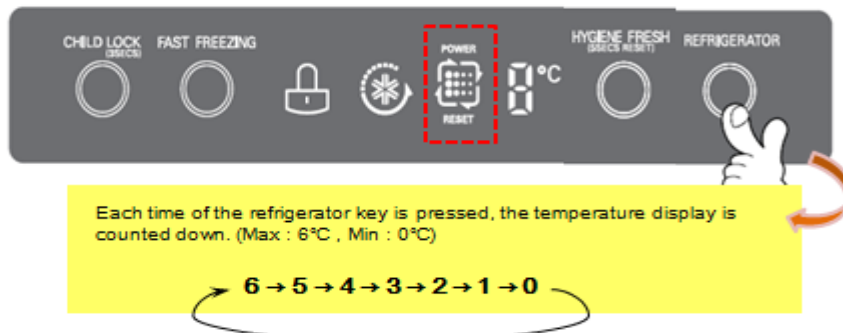 CHILD LOCK
(3SECS)
FAST FREEZING
POWER
RESET
8°C
HYGIENE FRESH
(5SECS RESET)
REFRIGERATOR
Each time of the refrigerator key is pressed, the temperature display is
counted down. (Max : 6°C , Min : 0°C)
6 → 5 → 4 → 3 → 2 → 1 → 0